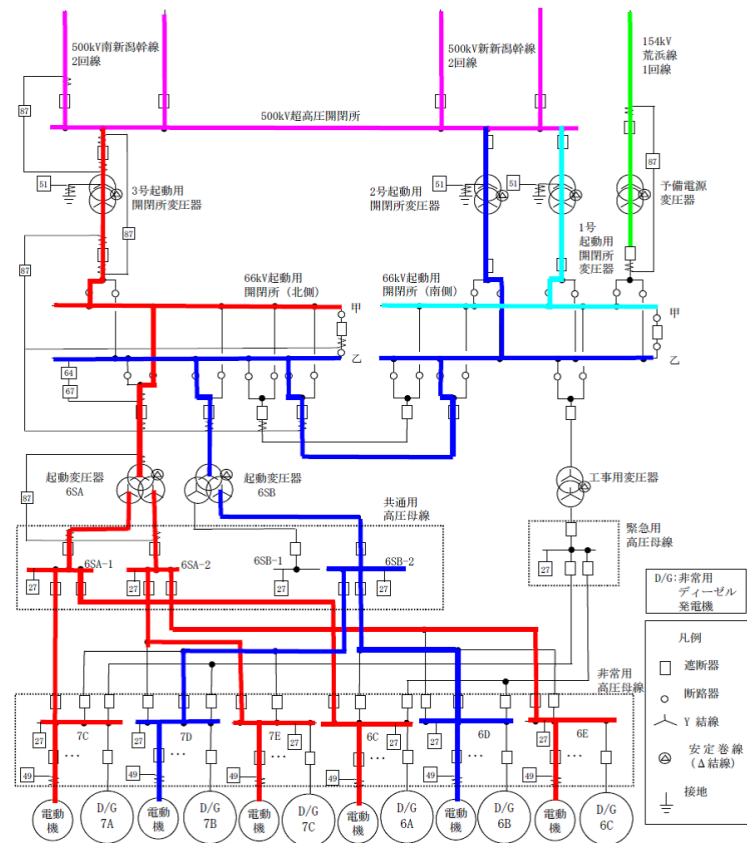 500kV南新潟幹線
2回線
500kV新新潟幹線
2回線
154kV
荒浜線
1回線
87
500kV超高圧開閉所
87
51
3号起動用
開閉所変圧器
87
51
2号起動用
開閉所変圧器
51
予備電源
変圧器
1号
起動用
開閉所
変圧器
87
66kV起動用
開閉所(北側)
甲
乙
66kV起動用
開閉所(南側)
甲
乙
64
67
起動変圧器
6SA
起動変圧器
6SB
工事用変圧器
87
共通用
高圧母線
緊急用
高圧母線
6SA-1
6SA-2
6SB-1
6SB-2
27
27
27
27
27
D/G:非常用
ディーゼル
発電機
凡例
遮断器
断路器
Y 結線
安定巻線
(Δ結線)
接地
非常用
高圧母線
7C
7D
7E
6C
6D
6E
27
27
27
27
27
27
49
49
49
49
49
49
電動
機
D/G
7A
電動
機
D/G
7B
電動
機
D/G
7C
電動
機
D/G
6A
電動
機
D/G
6B
電動
機
D/G
6C